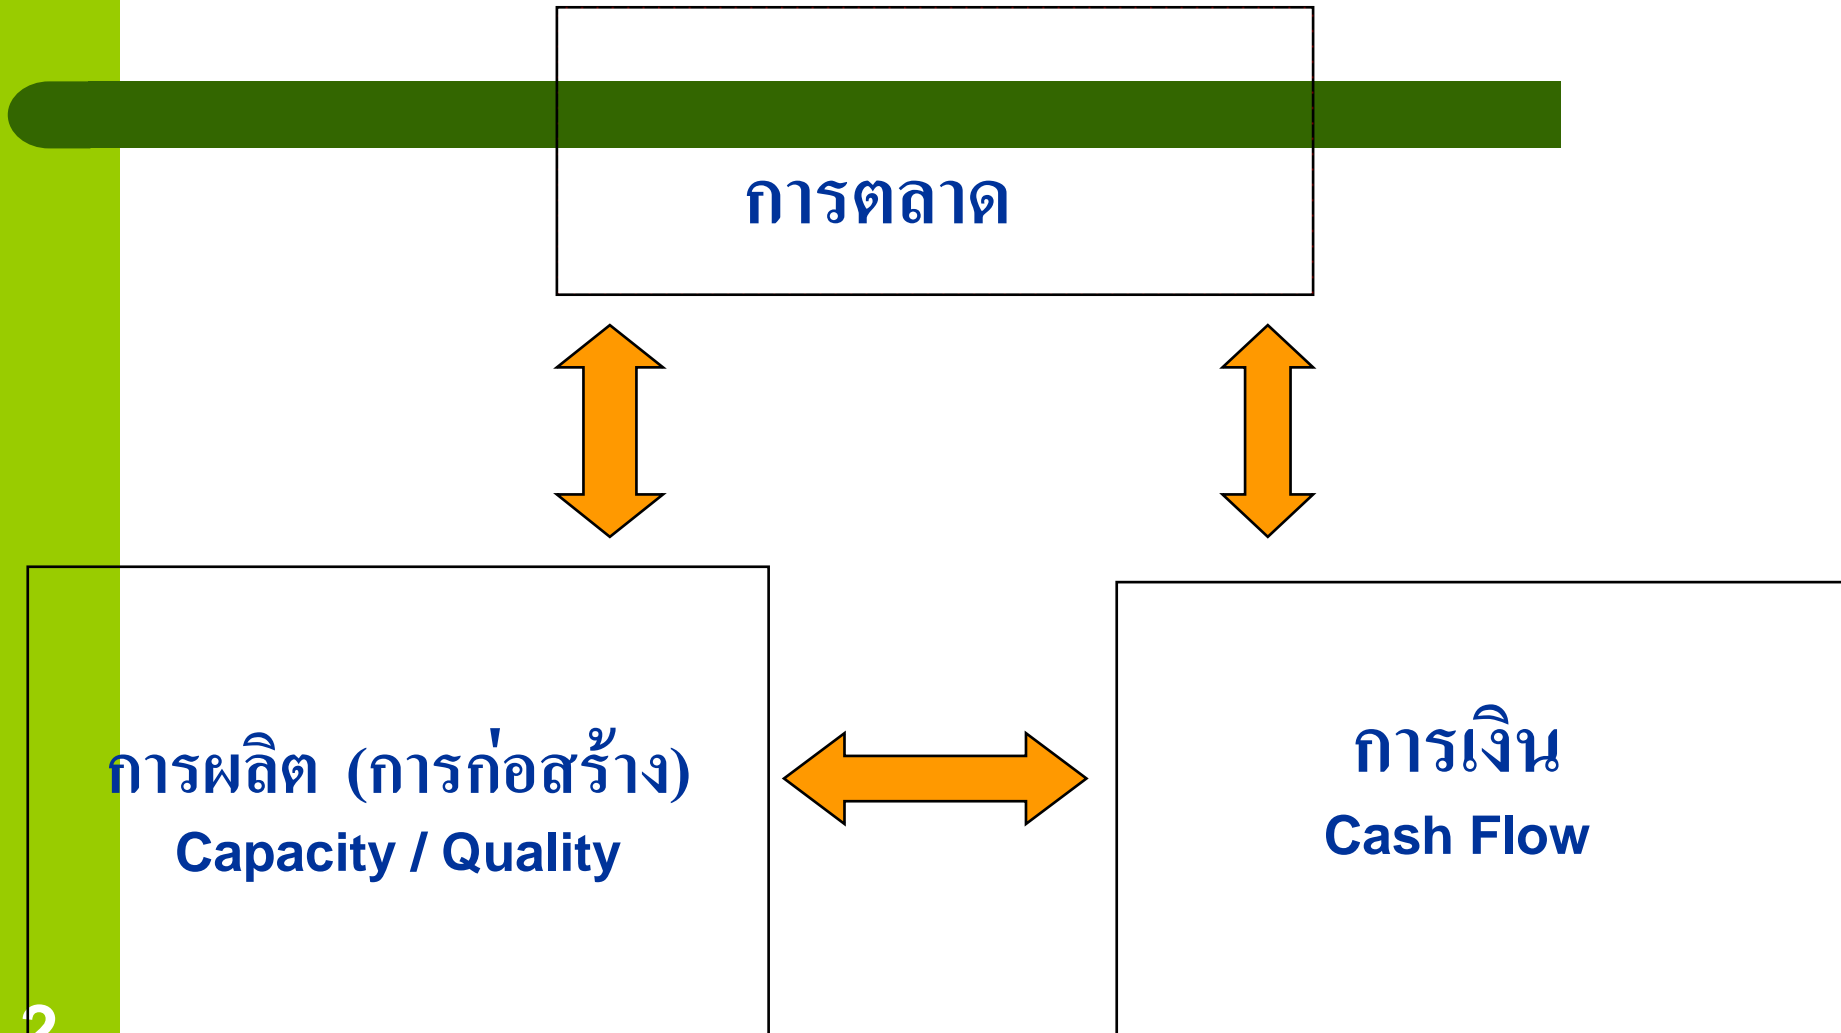 การตลาด
การผลิต (การก่อสร้าง)
Capacity / Quality
การเงิน
Cash Flow
2